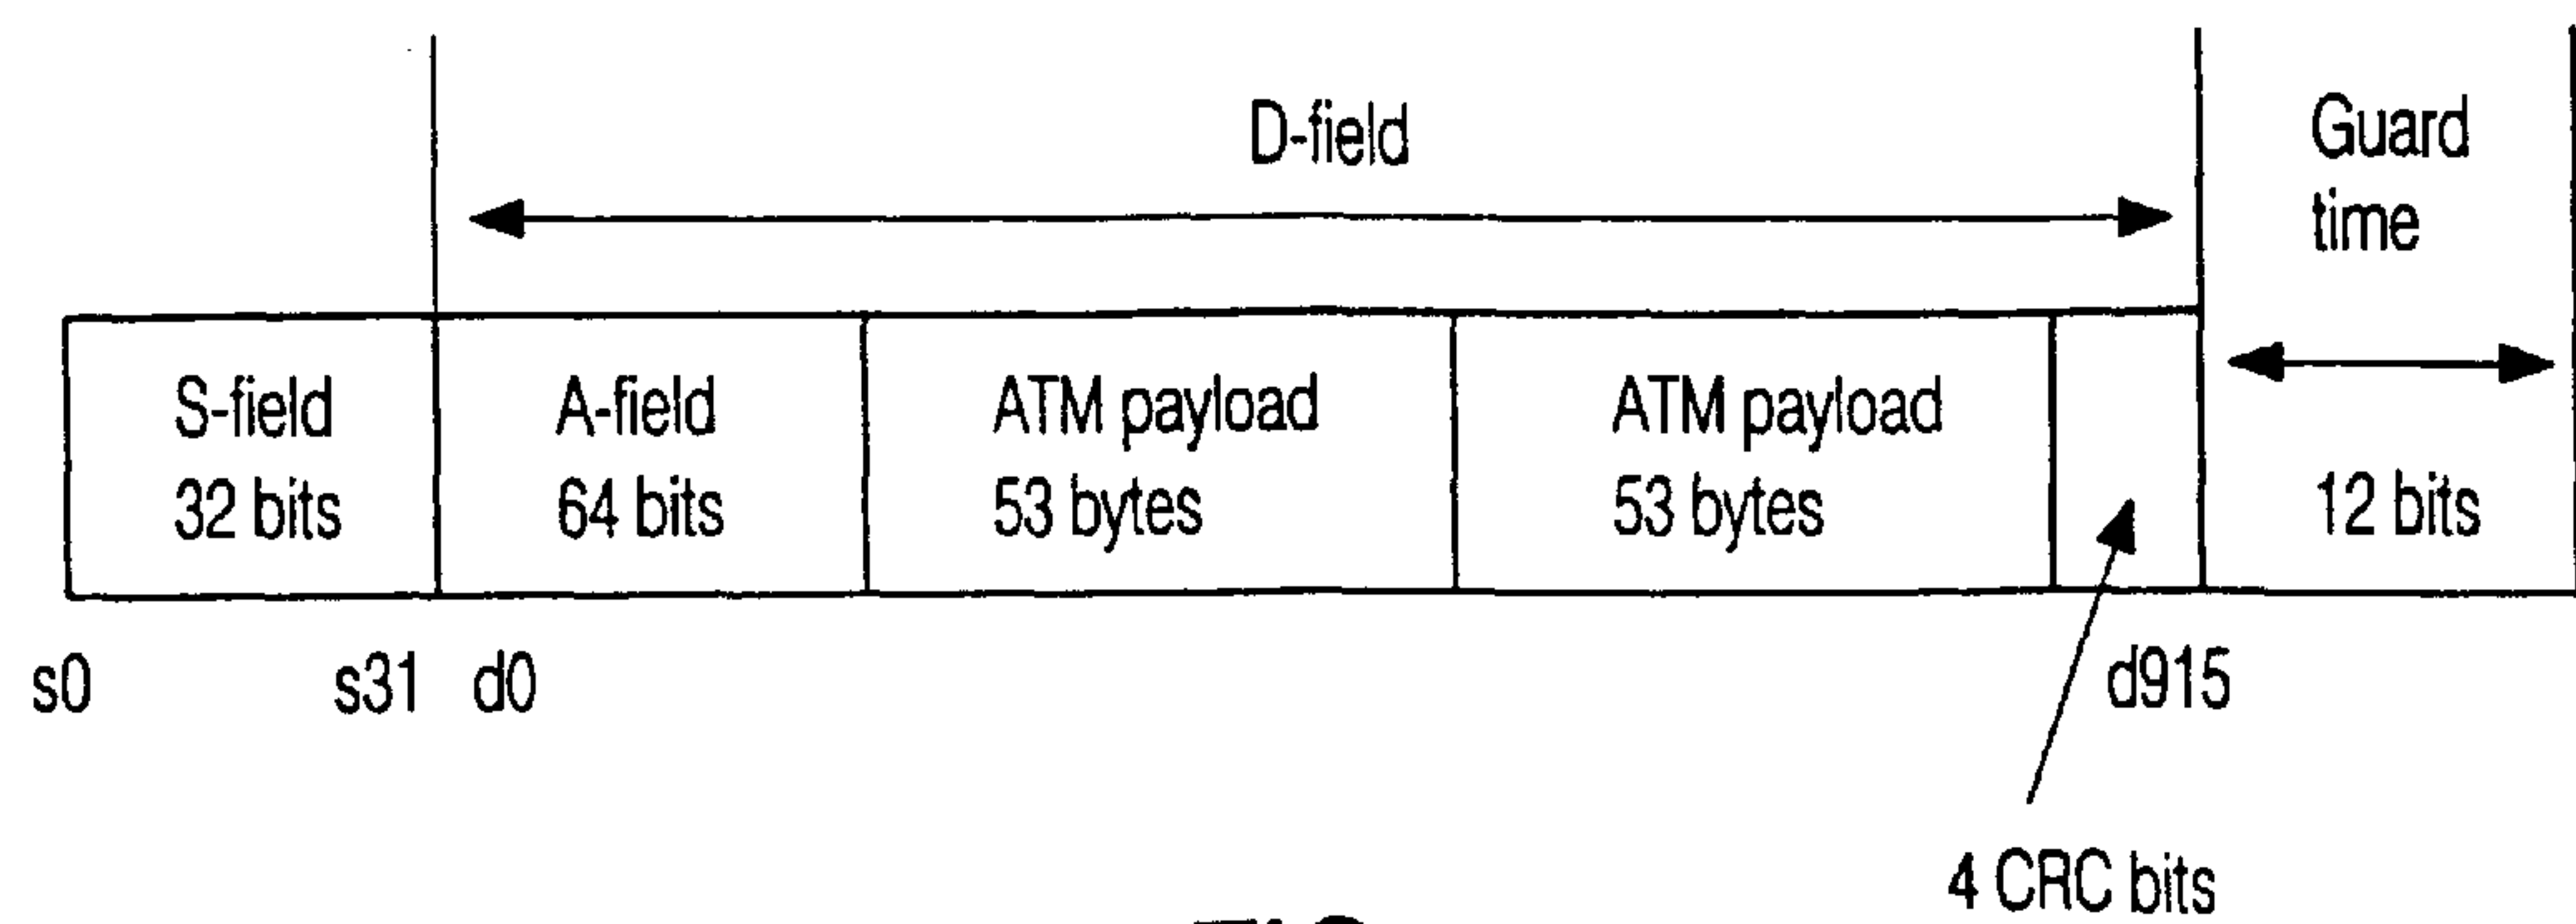 D-field
Guard
time
S-field
32 bits
A-field
64 bits
ATM payload
53 bytes
ATM payload
53 bytes
12 bits
s0
s31
d0
d915
4 CRC bits